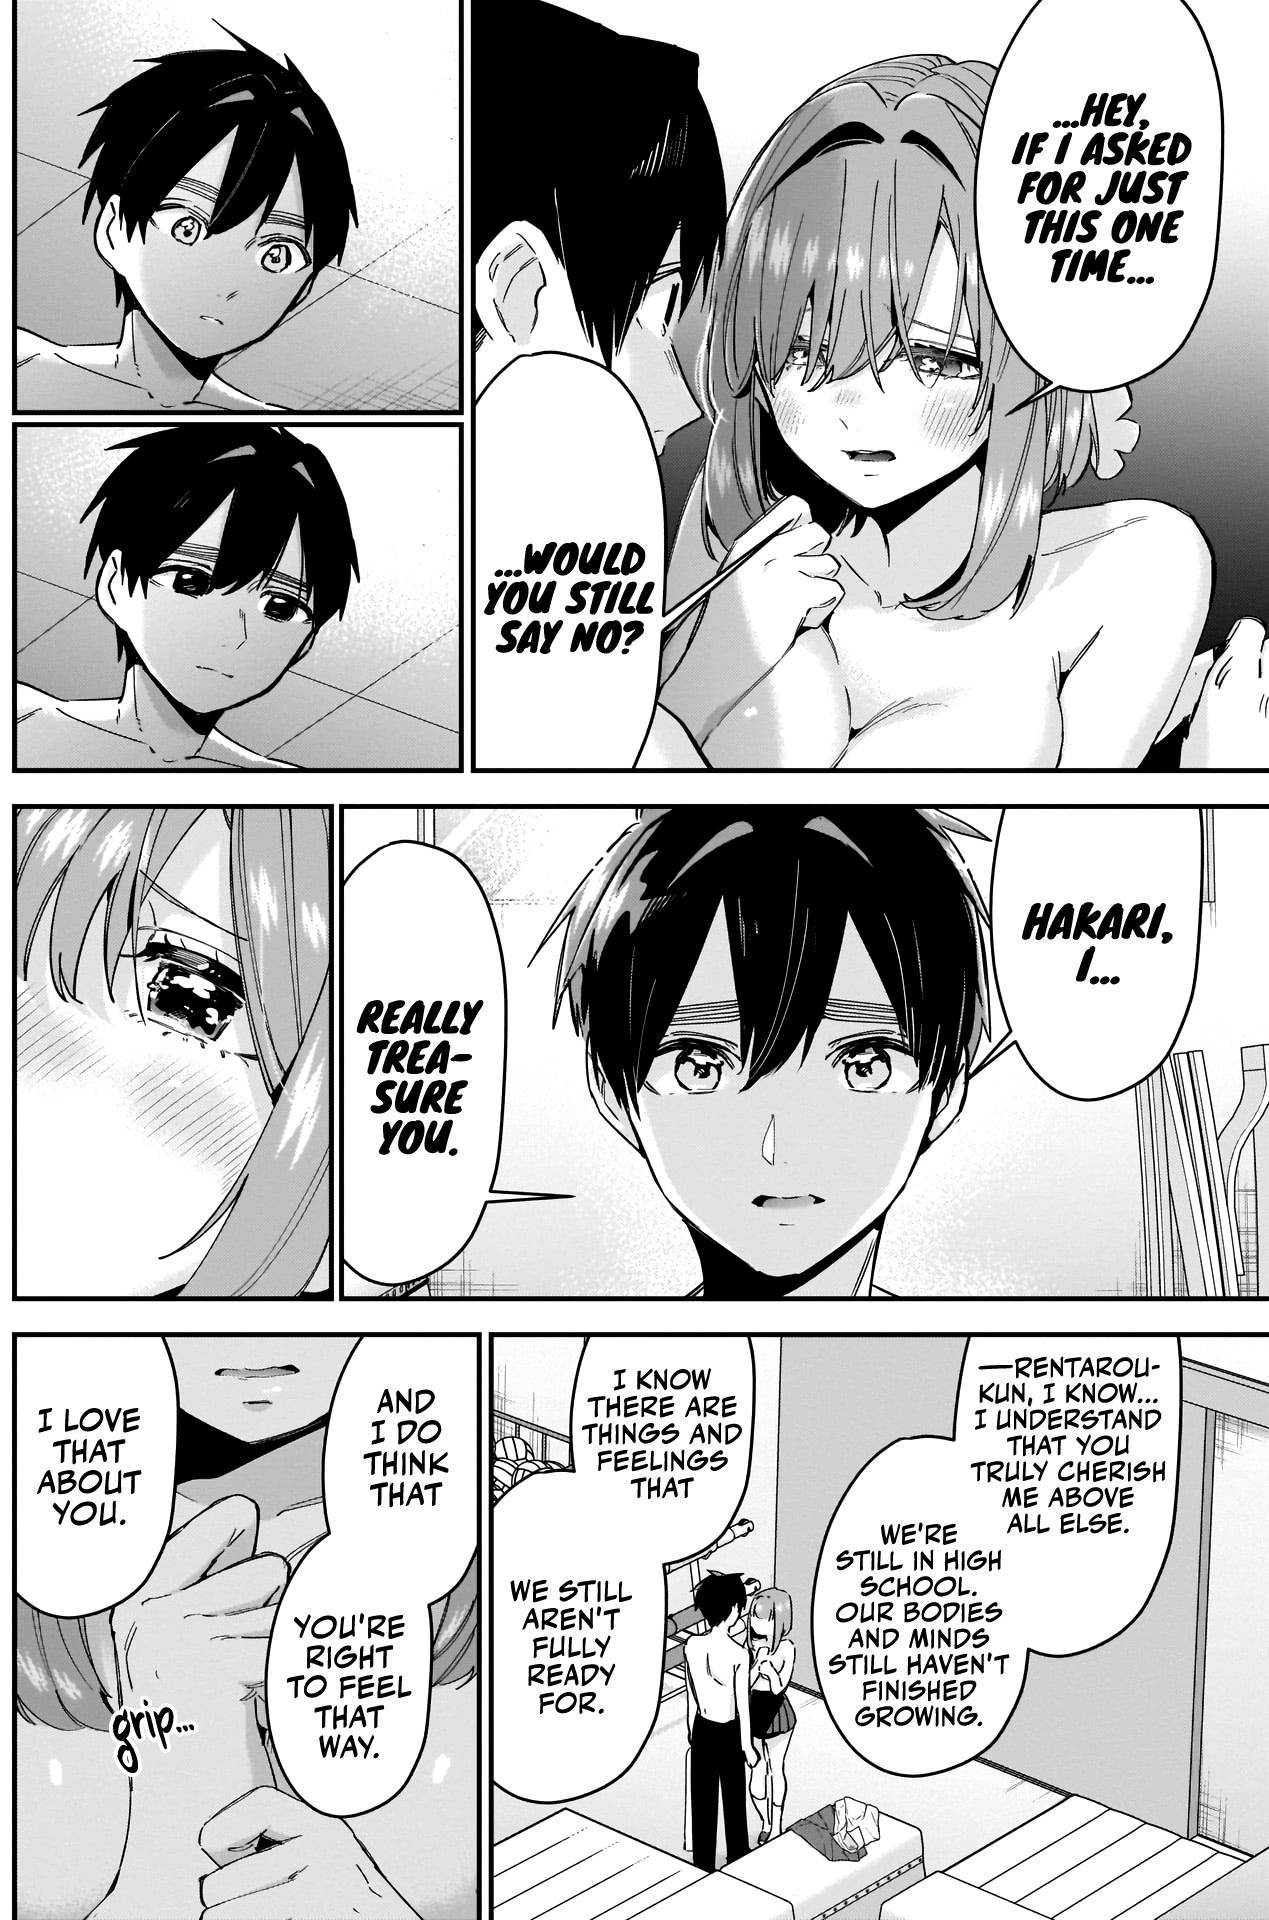 ...HEY,
IF I ASKED
FOR JUST
THIS ONE
TIME...
...WOULD
YOU STILL
SAY NO?
HAKARI,
I...
REALLY
TREA-
SURE
YOU.
—RENTAROU-
KUN, I KNOW...
I UNDERSTAND
THAT YOU
TRULY CHERISH
ME ABOVE
ALL ELSE.
WE'RE
STILL IN HIGH
SCHOOL.
OUR BODIES
AND MINDS
STILL HAVEN'T
FINISHED
GROWING.
I KNOW
THERE ARE
THINGS AND
FEELINGS
THAT
WE STILL
AREN'T
FULLY
READY
FOR.
AND
I DO
THINK
THAT
YOU'RE
RIGHT
TO FEEL
THAT
WAY.
I LOVE
THAT
ABOUT
YOU.
grip...